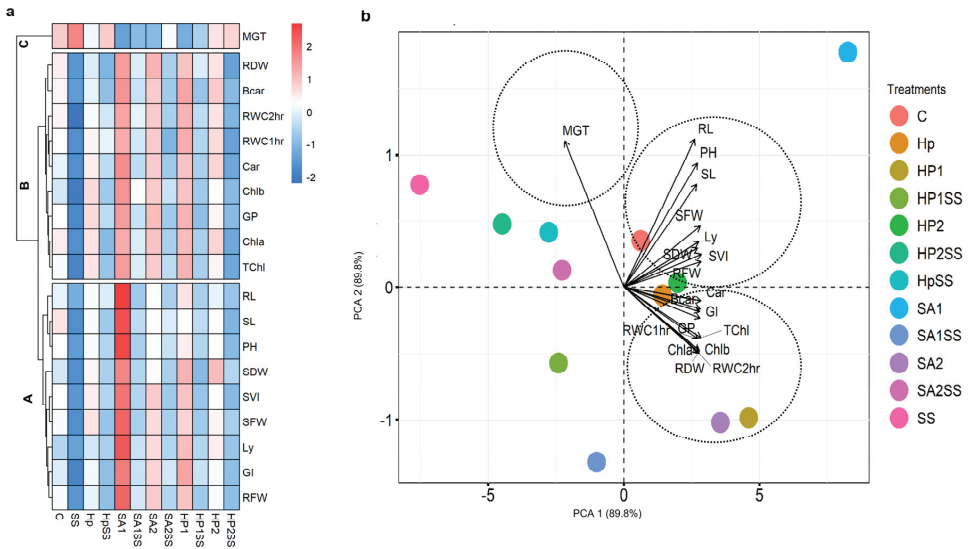 a
C
MGT
RDW
Bcar
RWC2hr
RWC1hr
Car
Chlb
GP
Chla
TChl
B
RL
SL
PH
SDW
SVI
SFW
Ly
GI
RFW
A
C SS Hp HpSS SA1 SA1SS SA2 SA2SS HP1 HP1SS HP2 HP2SS
2
1
0
-1
-2
b
PCA 2 (89.8%)
1
0
-1
-5 0 5
PCA 1 (89.8%)
MGT
RL
PH
SL
SFW
Ly
SDW SVI
RFW
Car
Bcar
GI
RWC1hr GP TChl
Chla Chlb
RDW RWC2hr
Treatments
C
Hp
HP1
HP1SS
HP2
HP2SS
HpSS
SA1
SA1SS
SA2
SA2SS
SS